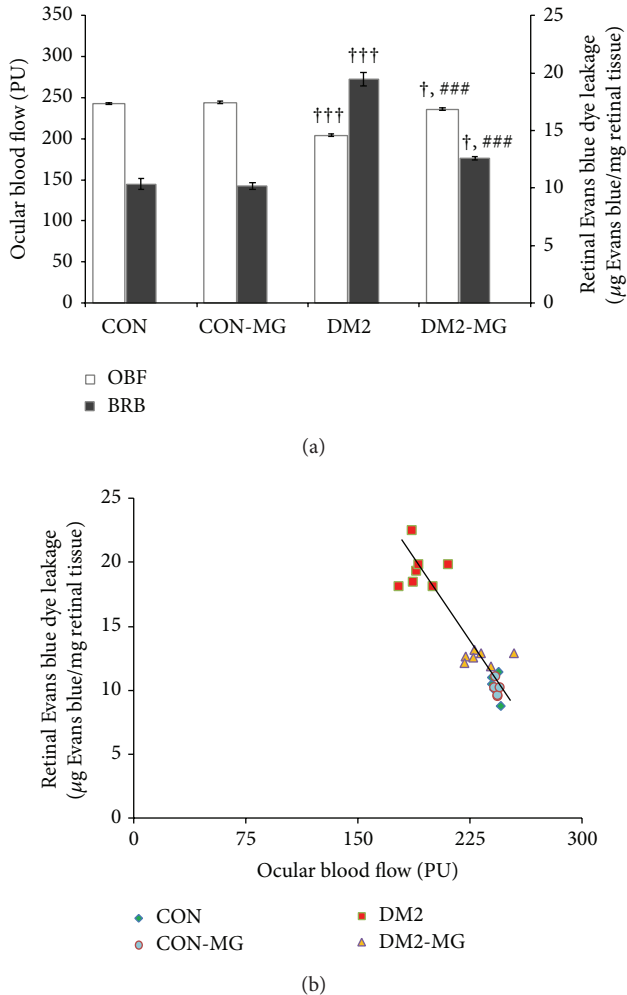 Ocular blood flow (PU)
350
300
250
200
150
100
50
0
†††
†††
†, ###
†, ###
25
20
15
10
5
0
Retinal Evans blue dye leakage
(µg Evans blue/mg retinal tissue)
CON CON-MG DM2 DM2-MG
OBF
BRB
(a)
Retinal Evans blue dye leakage
(µg Evans blue/mg retinal tissue)
25
20
15
10
5
0
0 75 150 225 300
Ocular blood flow (PU)
CON DM2
CON-MG DM2-MG
(b)